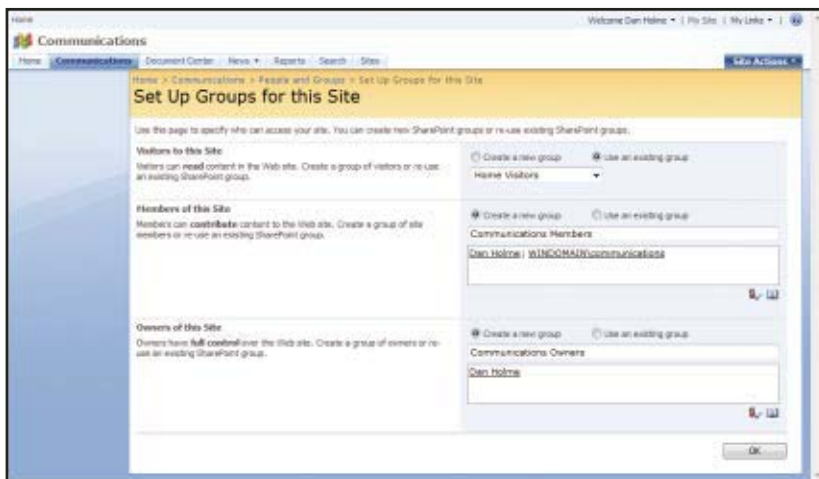 Home
Welcome Dan Holme | My Site | My Links
Communications
Home Communications Document Center News Reports Search Sites
Site Actions
Home > Communications > People and Groups > Set Up Groups for this Site
Set Up Groups for this Site
Use this page to specify who can access your site. You can create new SharePoint groups or re-use existing SharePoint groups.
Visitors to this Site
Visitors can read content in the Web site. Create a group of visitors or re-use
an existing SharePoint group.
Create a new group Use an existing group
Home Visitors
Members of this Site
Members can contribute content to the Web site. Create a group of site
members or re-use an existing SharePoint group.
Create a new group Use an existing group
Communications Members
Dan Holme; WINDOMAIN\communications
Owners of this Site
Owners have full control over the Web site. Create a group of owners or re-
use an existing SharePoint group.
Create a new group Use an existing group
Communications Owners
Dan Holme
OK